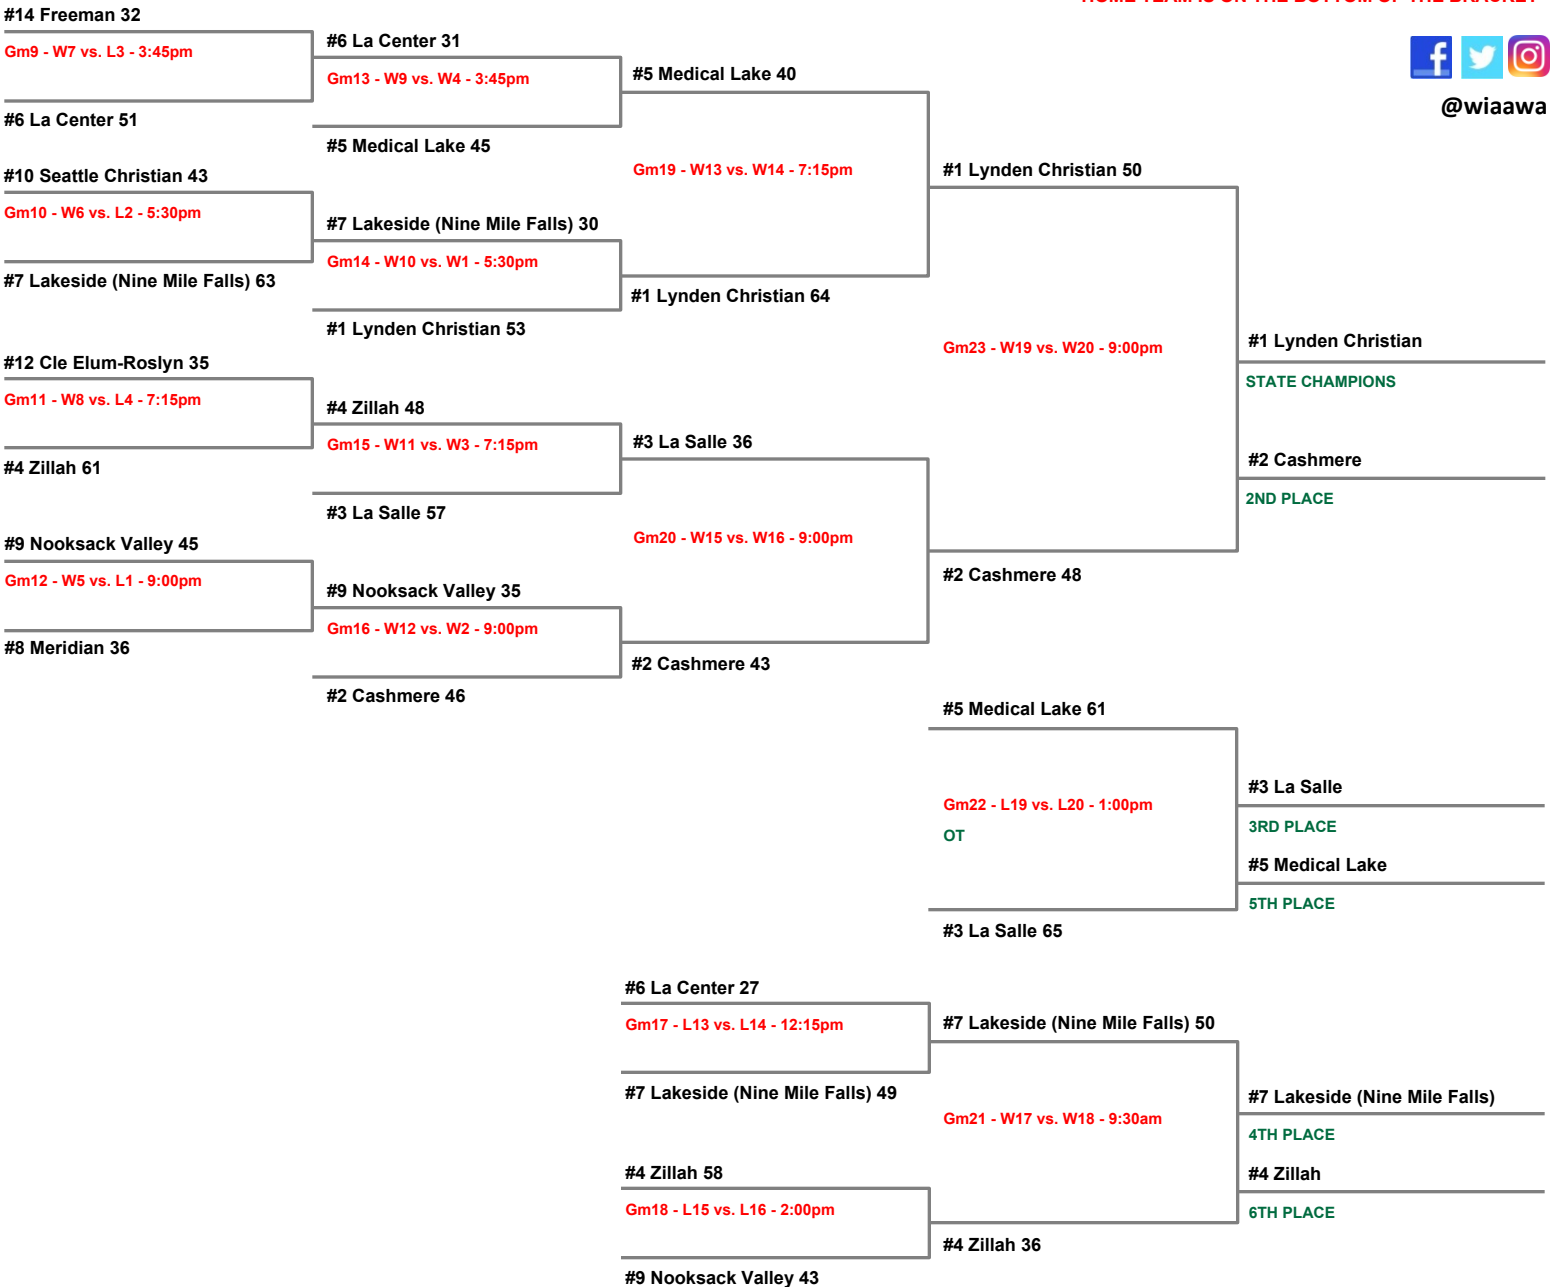 HOME TEAM IS ON THE BOTTOM OF THE BRACKET
@wiaawa
#14 Freeman 32
Gm9 - W7 vs. L3 - 3:45pm
#6 La Center 51
#10 Seattle Christian 43
Gm10 - W6 vs. L2 - 5:30pm
#7 Lakeside (Nine Mile Falls) 63
#12 Cle Elum-Roslyn 35
Gm11 - W8 vs. L4 - 7:15pm
#4 Zillah 61
#9 Nooksack Valley 45
Gm12 - W5 vs. L1 - 9:00pm
#8 Meridian 36
#6 La Center 31
Gm13 - W9 vs. W4 - 3:45pm
#5 Medical Lake 45
#7 Lakeside (Nine Mile Falls) 30
Gm14 - W10 vs. W1 - 5:30pm
#1 Lynden Christian 53
#4 Zillah 48
Gm15 - W11 vs. W3 - 7:15pm
#3 La Salle 57
#9 Nooksack Valley 35
Gm16 - W12 vs. W2 - 9:00pm
#2 Cashmere 46
#5 Medical Lake 40
Gm19 - W13 vs. W14 - 7:15pm
#1 Lynden Christian 64
#3 La Salle 36
Gm20 - W15 vs. W16 - 9:00pm
#2 Cashmere 43
#1 Lynden Christian 50
Gm23 - W19 vs. W20 - 9:00pm
#2 Cashmere 48
#1 Lynden Christian
STATE CHAMPIONS
#2 Cashmere
2ND PLACE
#5 Medical Lake 61
Gm22 - L19 vs. L20 - 1:00pm
OT
#3 La Salle 65
#3 La Salle
3RD PLACE
#5 Medical Lake
5TH PLACE
#6 La Center 27
Gm17 - L13 vs. L14 - 12:15pm
#7 Lakeside (Nine Mile Falls) 49
#4 Zillah 58
Gm18 - L15 vs. L16 - 2:00pm
#9 Nooksack Valley 43
#7 Lakeside (Nine Mile Falls) 50
Gm21 - W17 vs. W18 - 9:30am
#4 Zillah 36
#7 Lakeside (Nine Mile Falls)
4TH PLACE
#4 Zillah
6TH PLACE